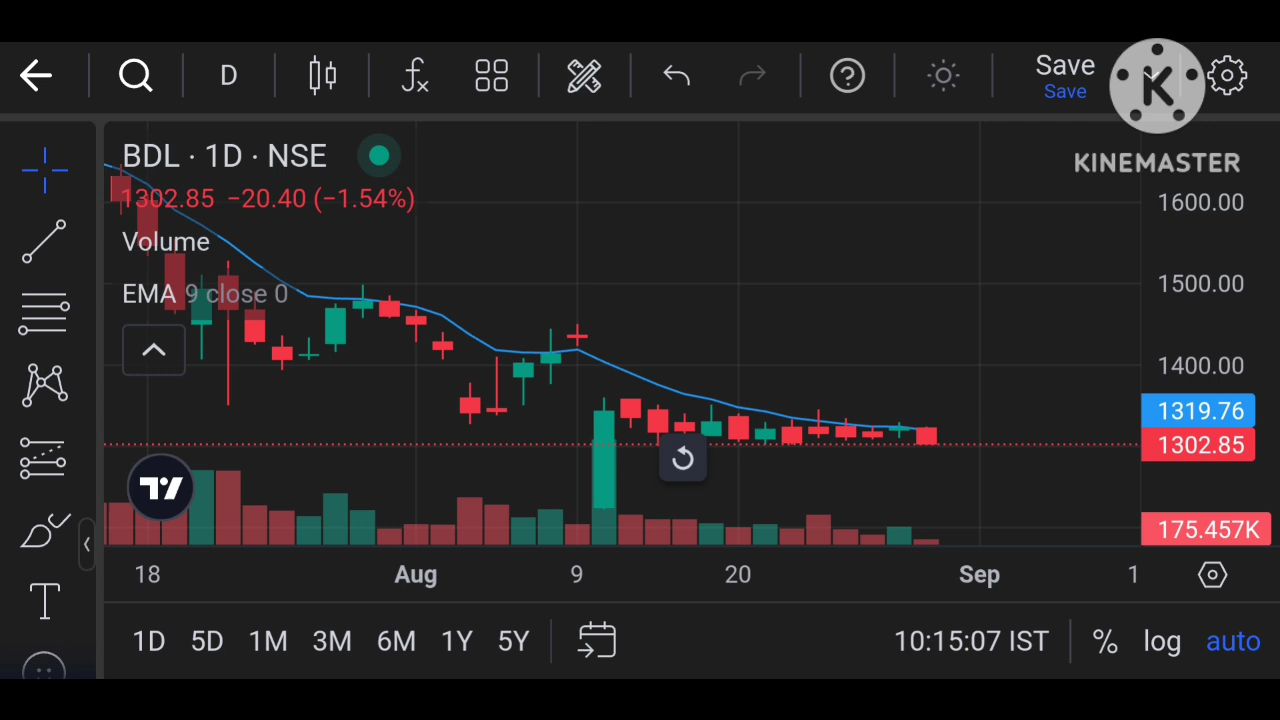 D
Save
Save
K
KINEMASTER
BDL · 1D · NSE
1302.85 −20.40 (−1.54%)
Volume
EMA 9 close 0
1600.00
1500.00
1400.00
1319.76
1302.85
175.457K
18 Aug 9 20 Sep 1
T
1D 5D 1M 3M 6M 1Y 5Y 10:15:07 IST % log auto